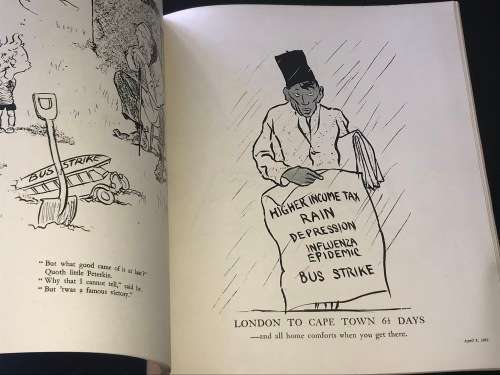 BUS STRIKE
"But what good came of it at last?"
Quoth little Peterkin.
"Why that I cannot tell," said he,
"But 'twas a famous victory."
HIGHER INCOME TAX
RAIN
DEPRESSION
INFLUENZA
EPIDEMIC
BUS STRIKE
LONDON TO CAPE TOWN 6½ DAYS
—and all home comforts when you get there.